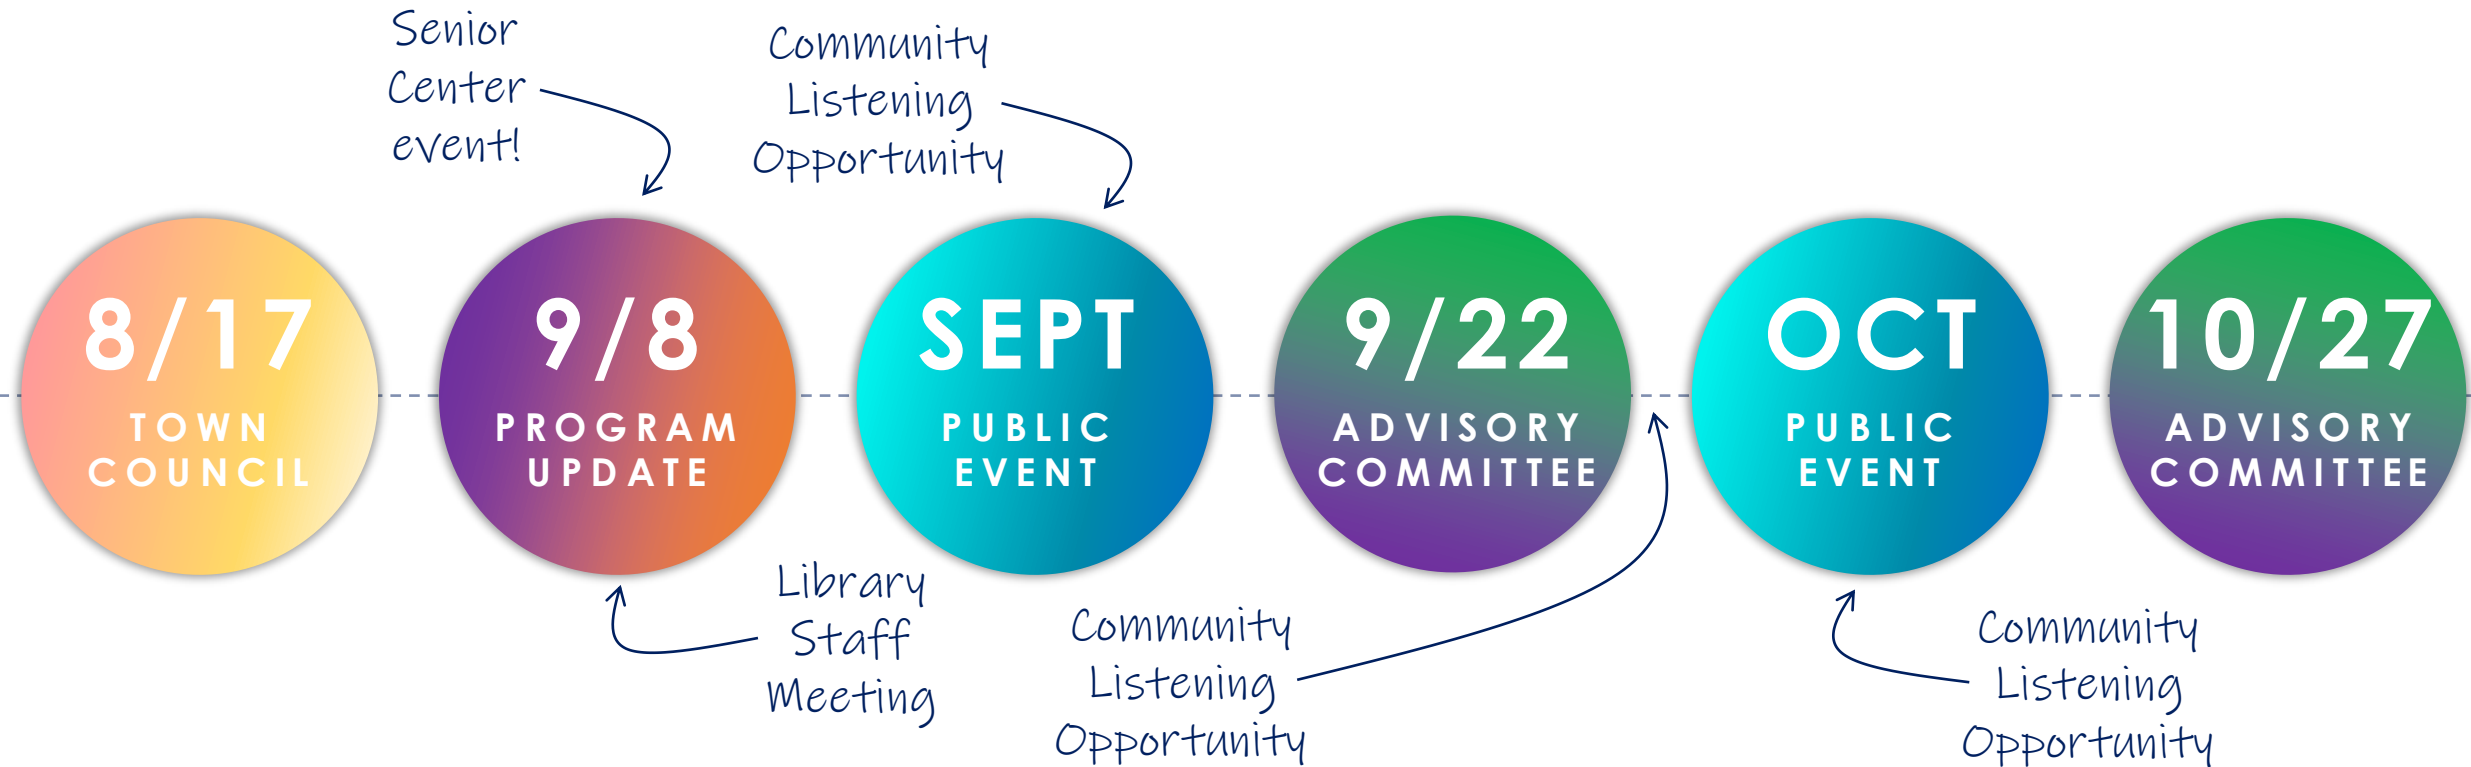 Senior
Center
event!
Community
Listening
Opportunity
8/17
TOWN
COUNCIL
9/8
PROGRAM
UPDATE
SEPT
PUBLIC
EVENT
9/22
ADVISORY
COMMITTEE
OCT
PUBLIC
EVENT
10/27
ADVISORY
COMMITTEE
Library
Staff
Meeting
Community
Listening
Opportunity
Community
Listening
Opportunity